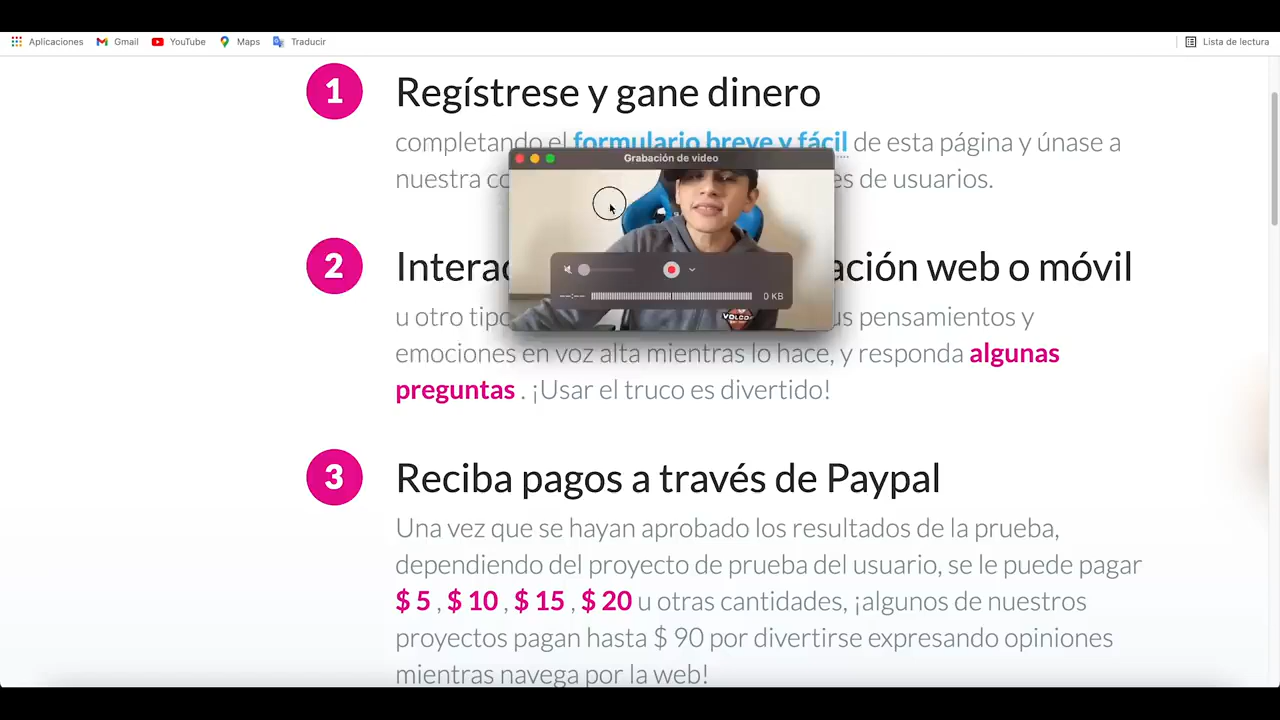 Aplicaciones Gmail YouTube Maps Traducir Lista de lectura
1 Regístrese y gane dinero
completando el formulario breve y fácil de esta página y únase a
nuestra es de usuarios.
Grabación de video
2 ación web o móvil
u otro tipo pensamientos y
--:-- 0 KB
VOLCOM
emociones en voz alta mientras lo hace, y responda algunas
preguntas . ¡Usar el truco es divertido!
3 Reciba pagos a través de Paypal
Una vez que se hayan aprobado los resultados de la prueba,
dependiendo del proyecto de prueba del usuario, se le puede pagar
$ 5 , $ 10 , $ 15 , $ 20 u otras cantidades, ¡algunos de nuestros
proyectos pagan hasta $ 90 por divertirse expresando opiniones
mientras navega por la web!